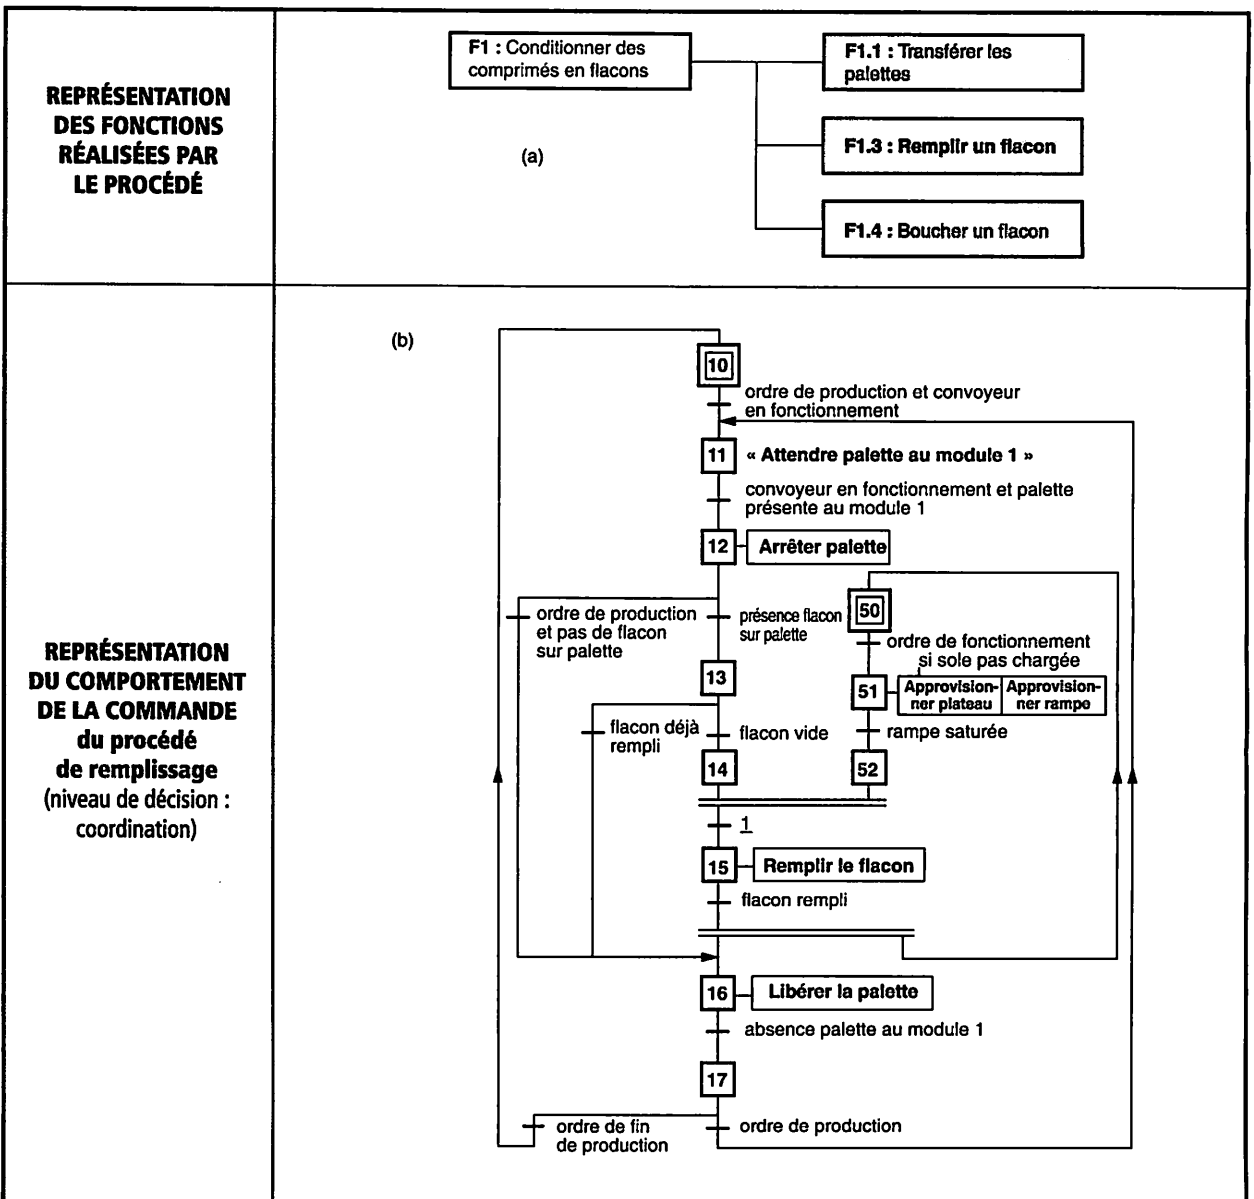 REPRÉSENTATION
DES FONCTIONS
RÉALISÉES PAR
LE PROCÉDÉ
(a)
F1 : Conditionner des
comprimés en flacons
F1.1 : Transférer les
palettes
F1.3 : Remplir un flacon
F1.4 : Boucher un flacon
REPRÉSENTATION
DU COMPORTEMENT
DE LA COMMANDE
du procédé
de remplissage
(niveau de décision :
coordination)
(b)
10
ordre de production et convoyeur
en fonctionnement
11
« Attendre palette au module 1 »
convoyeur en fonctionnement et palette
présente au module 1
12
Arrêter palette
ordre de production
et pas de flacon
sur palette
présence flacon
sur palette
50
ordre de fonctionnement
si sole pas chargée
13
51
Approvision-
ner plateau
Approvision-
ner rampe
flacon déjà
rempli
flacon vide
rampe saturée
14
52
1
15
Remplir le flacon
flacon rempli
16
Libérer la palette
absence palette au module 1
17
ordre de fin
de production
ordre de production